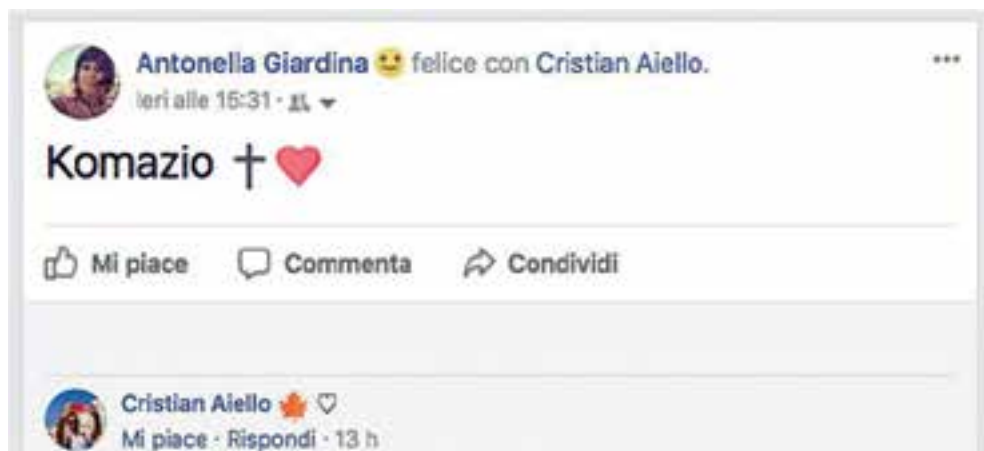 Antonella Giardina 🙂 felice con Cristian Aiello.
Ieri alle 15:31 ·
Komazio ✝❤
Mi piace Commenta Condividi
Cristian Aiello 🍁 ♡
Mi piace · Rispondi · 13 h